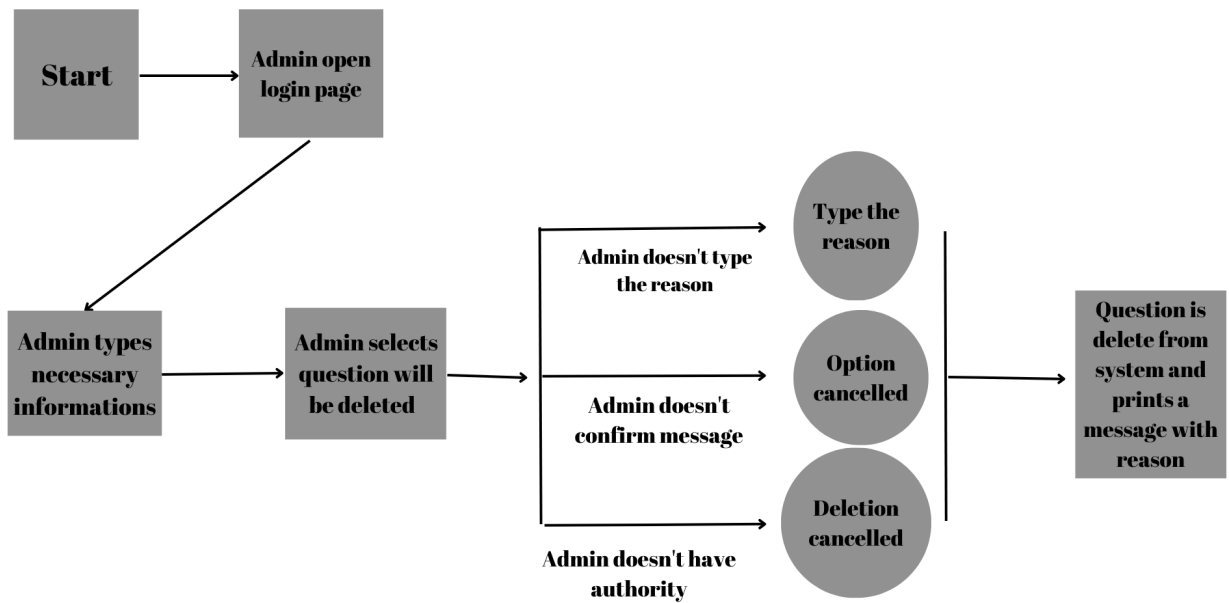 Start
Admin open
login page
Admin types
necessary
informations
Admin selects
question will
be deleted
Admin doesn't type
the reason
Type the
reason
Admin doesn't
confirm message
Option
cancelled
Admin doesn't have
authority
Deletion
cancelled
Question is
delete from
system and
prints a
message with
reason